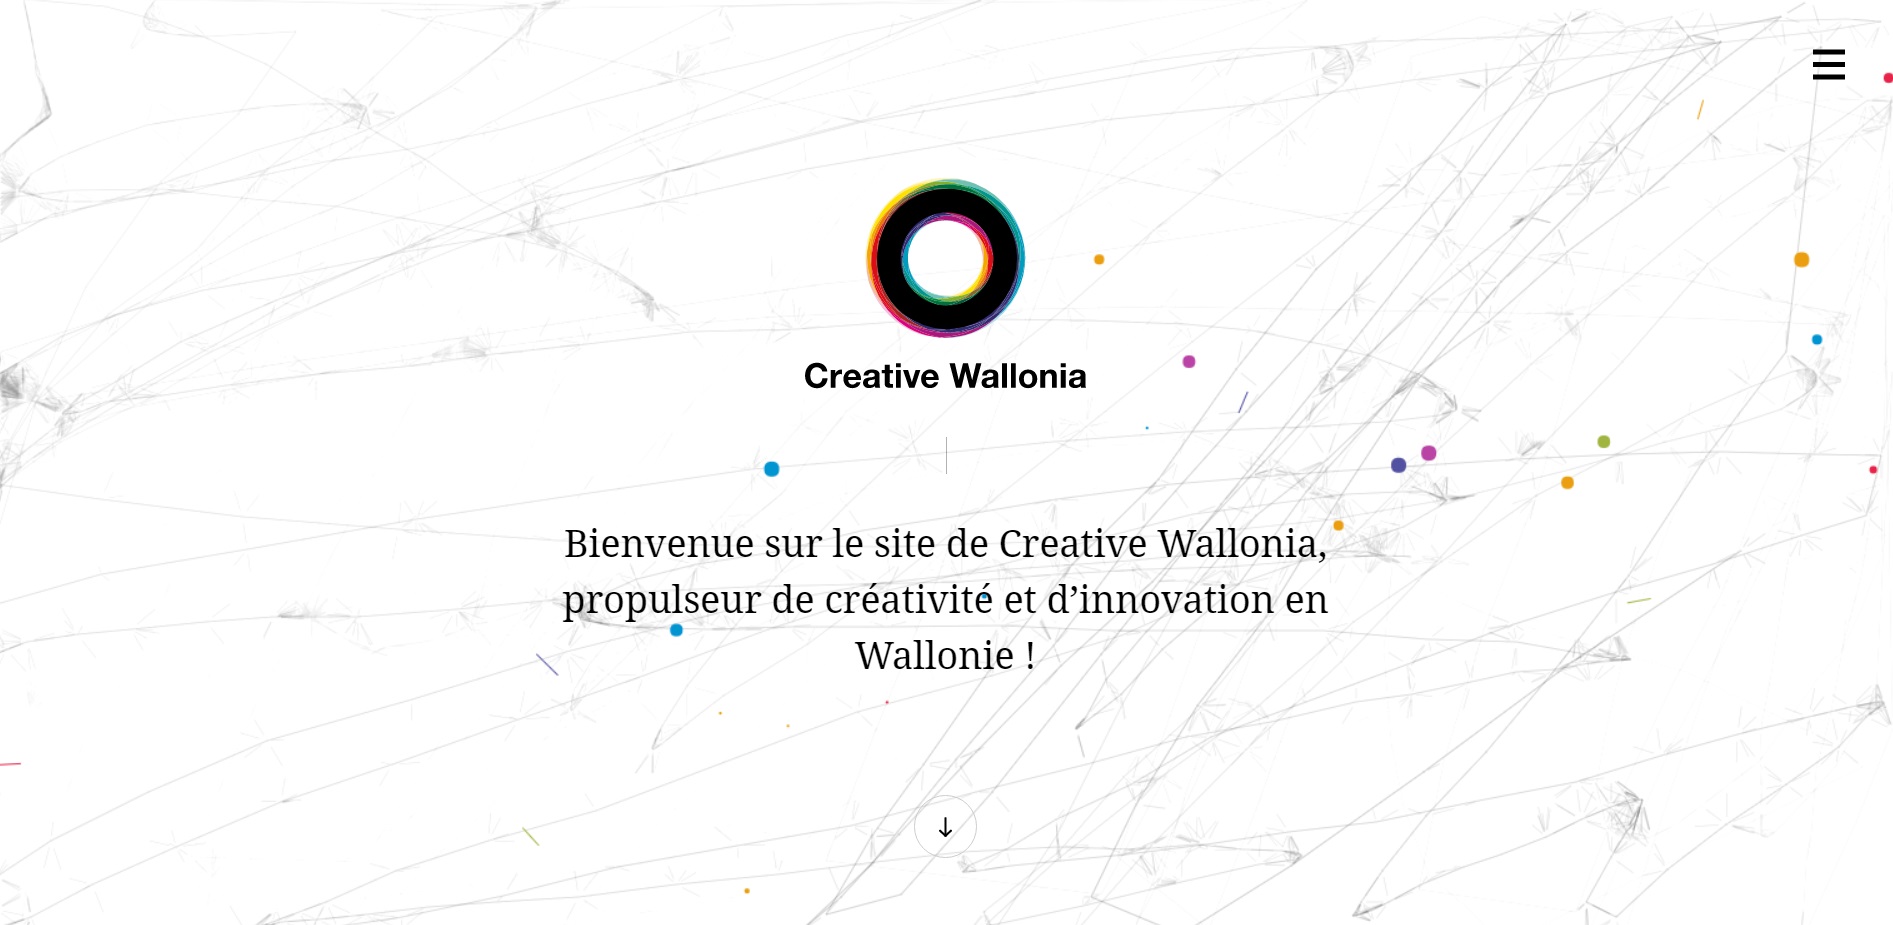 Creative Wallonia
Bienvenue sur le site de Creative Wallonia,
propulseur de créativité et d’innovation en
Wallonie !